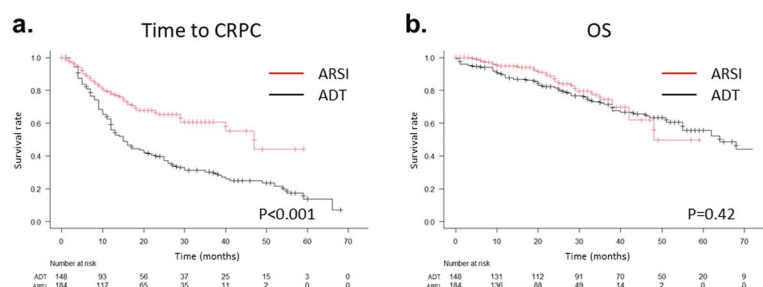 a.
Time to CRPC
1.0
0.8
0.6
0.4
0.2
0.0
Survival rate
ARSI
ADT
P<0.001
0 10 20 30 40 50 60 70
Time (months)
Number at risk
ADT 148 93 56 37 25 15 3 0
ARSI 184 117 65 35 11 2 0 0
b.
OS
1.0
0.8
0.6
0.4
0.2
0.0
Survival rate
ARSI
ADT
P=0.42
0 10 20 30 40 50 60 70
Time (months)
Number at risk
ADT 148 131 112 91 70 50 20 9
ARSI 184 136 88 49 14 2 0 0